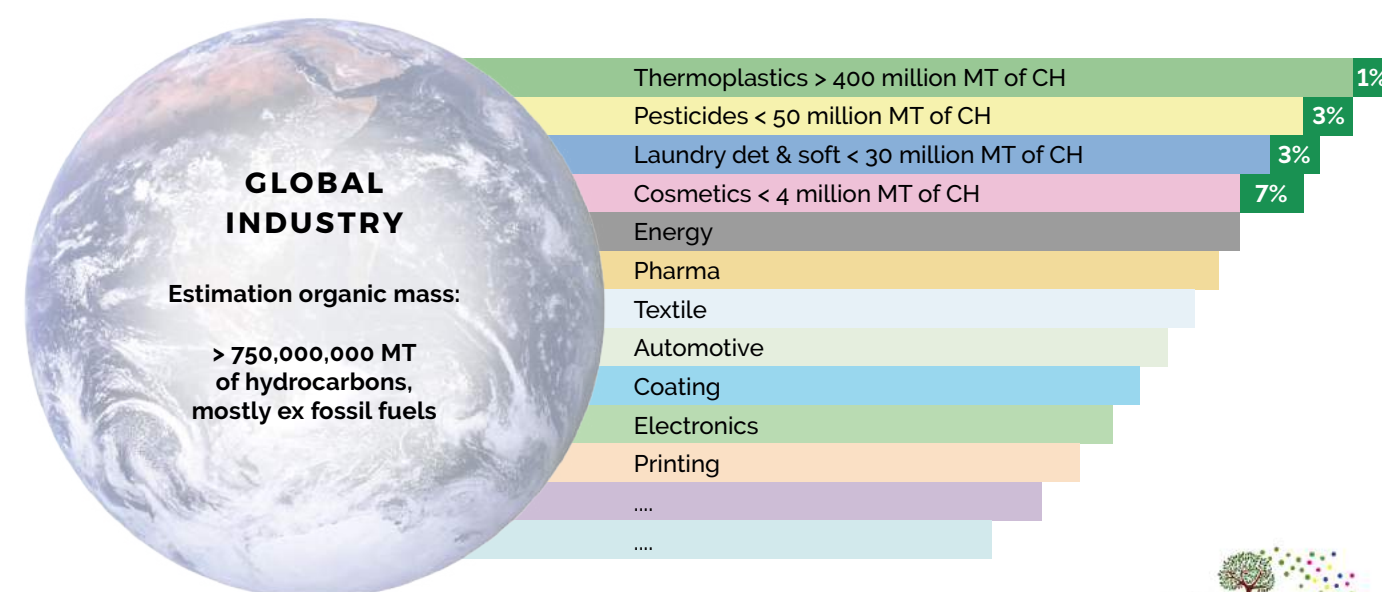 GLOBAL
INDUSTRY
Estimation organic mass:
> 750,000,000 MT
of hydrocarbons,
mostly ex fossil fuels
Thermoplastics > 400 million MT of CH
1%
Pesticides < 50 million MT of CH
3%
Laundry det & soft < 30 million MT of CH
3%
Cosmetics < 4 million MT of CH
7%
Energy
Pharma
Textile
Automotive
Coating
Electronics
Printing
....
....